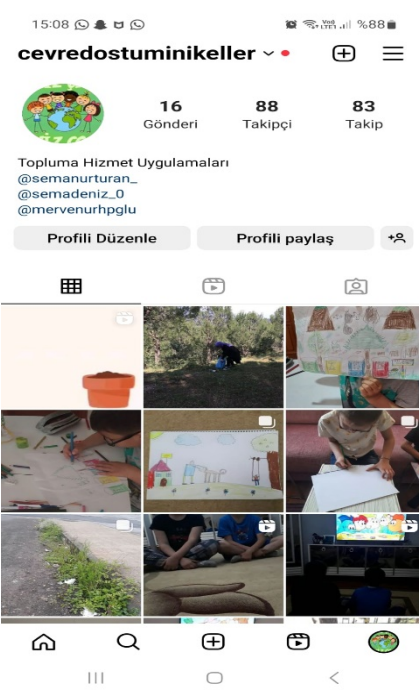 15:08 %88
cevredostuminikeller
16 88 83
Gönderi Takipçi Takip
Topluma Hizmet Uygulamaları
@semanurturan_
@semadeniz_0
@mervenurhpglu
Profili Düzenle Profili paylaş